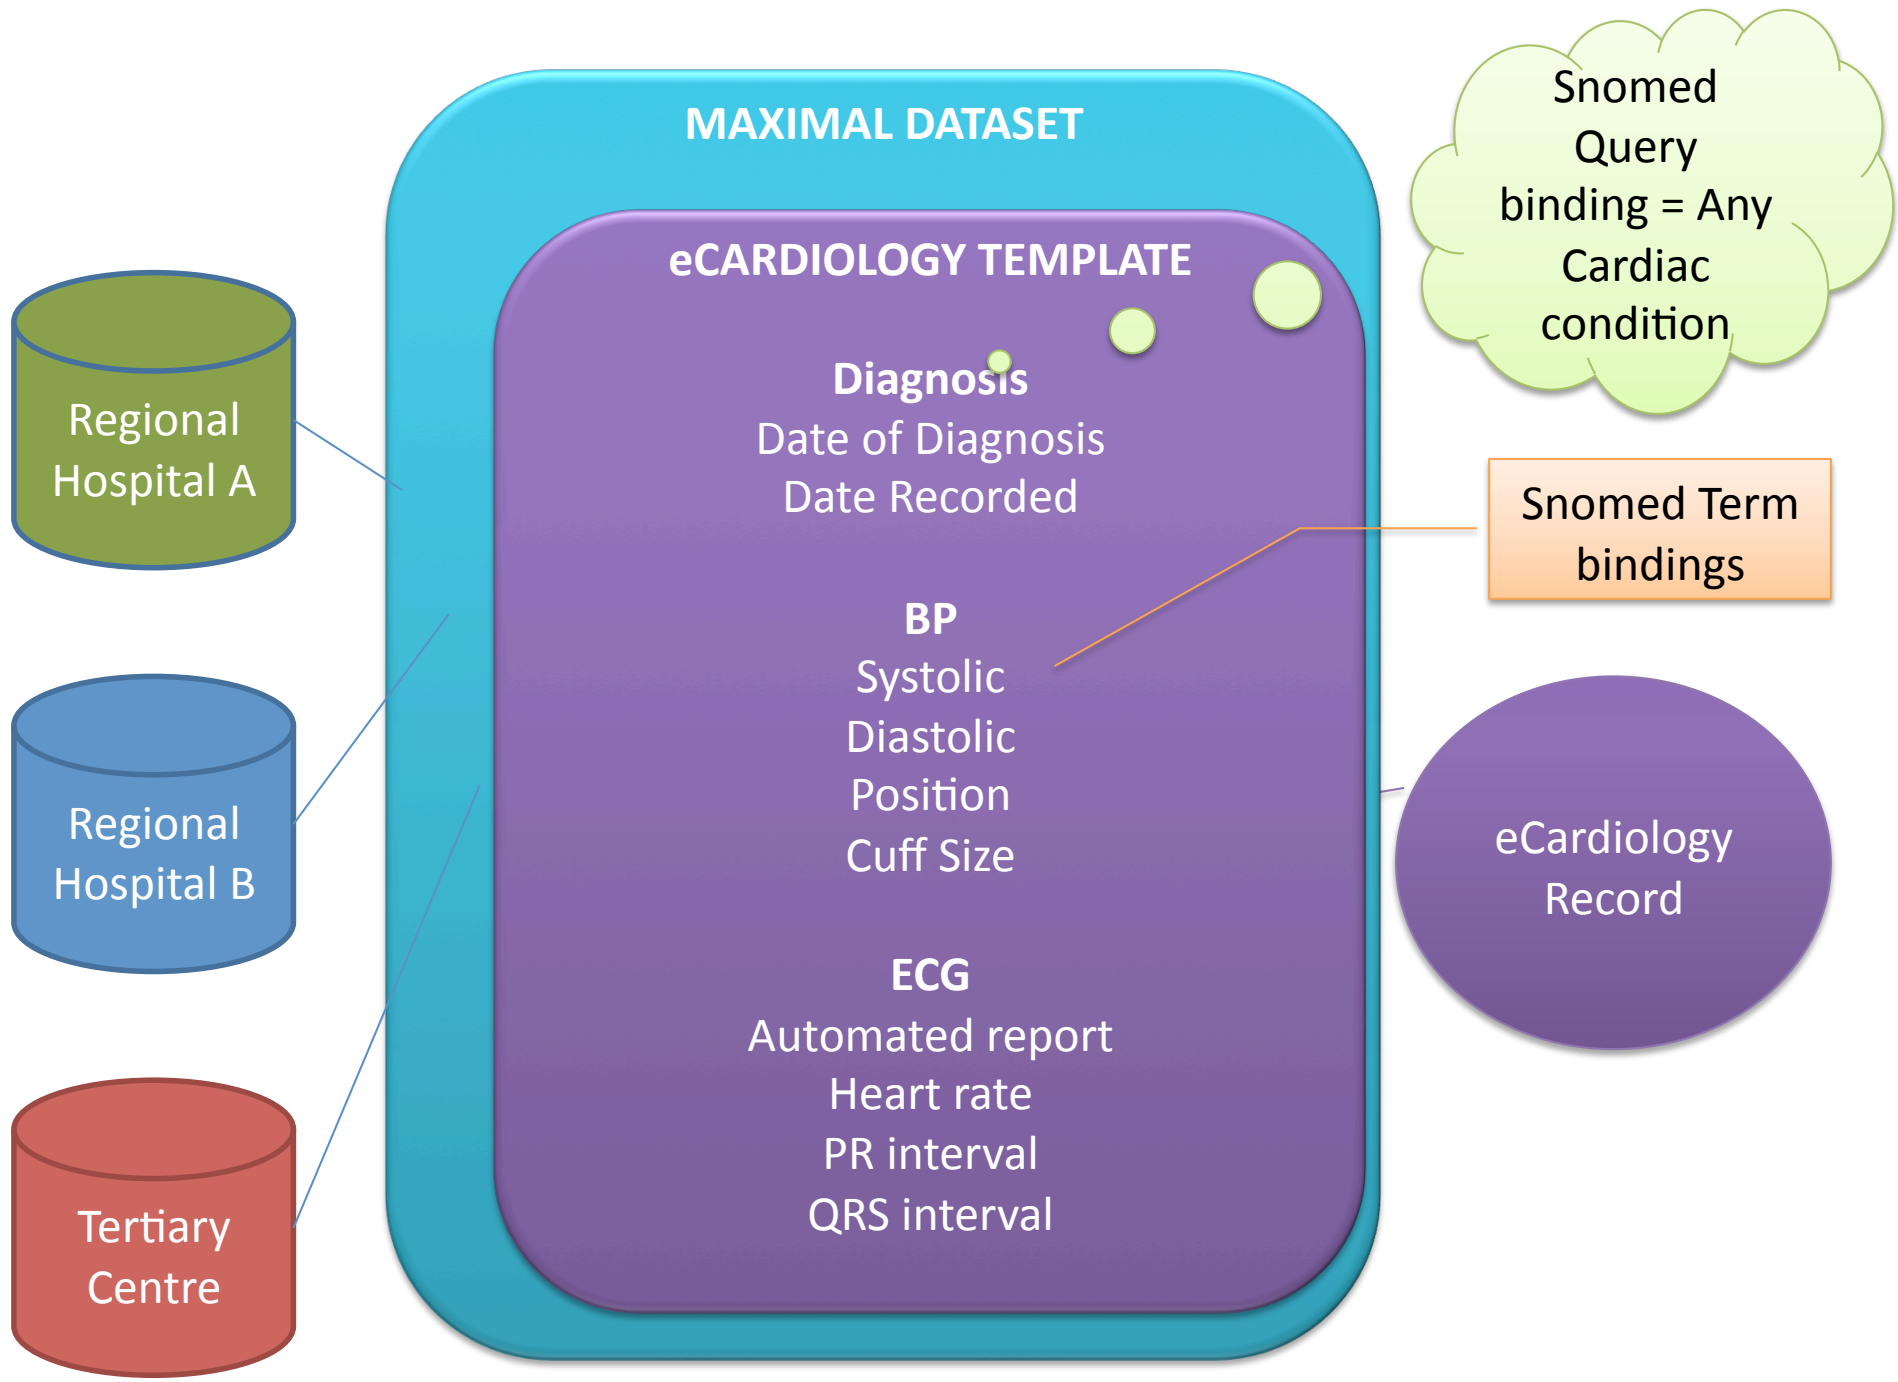 MAXIMAL DATASET
eCARDIOLOGY TEMPLATE
Diagnosis
Date of Diagnosis
Date Recorded
BP
Systolic
Diastolic
Position
Cuff Size
ECG
Automated report
Heart rate
PR interval
QRS interval
Regional
Hospital A
Regional
Hospital B
Tertiary
Centre
Snomed
Query
binding = Any
Cardiac
condition
Snomed Term
bindings
eCardiology
Record